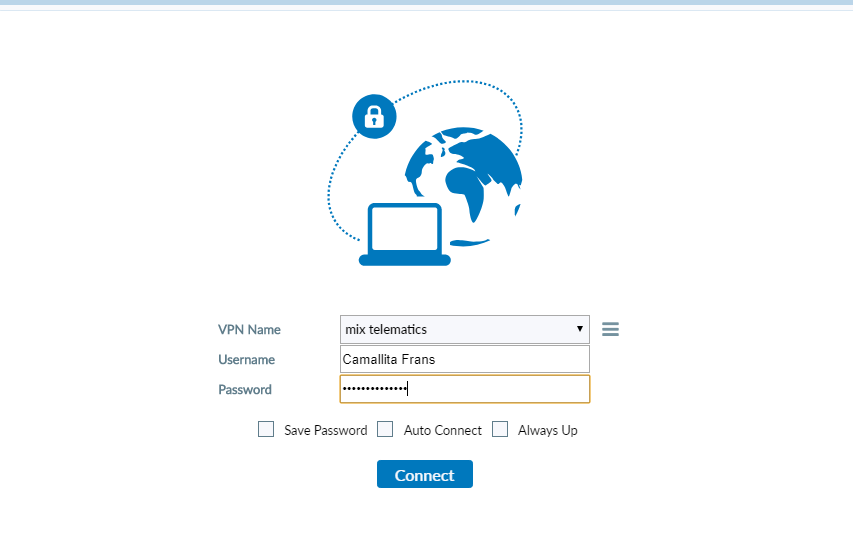 VPN Name mix telematics
Username Camallita Frans
Password ••••••••••••••
Save Password Auto Connect Always Up
Connect